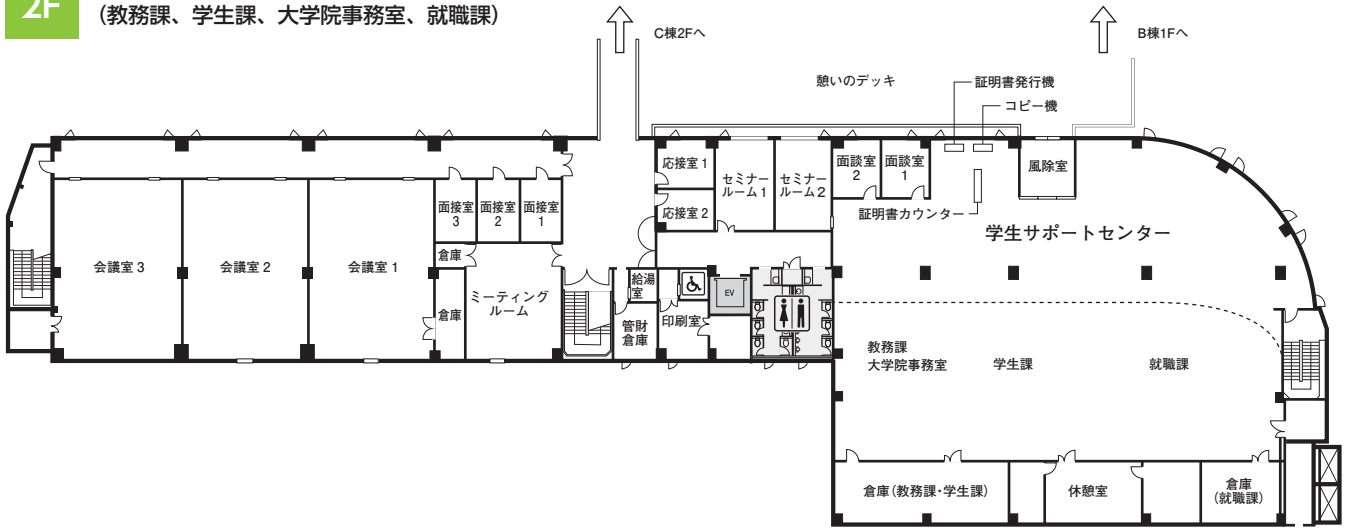 2F
(教務課、学生課、大学院事務室、就職課)
C棟2Fへ
B棟1Fへ
憩いのデッキ
証明書発行機
コピー機
応接室 1
応接室 2
セミナー
ルーム 1
セミナー
ルーム 2
面談室
2
面談室
1
風除室
証明書カウンター
学生サポートセンター
面接室
3
面接室
2
面接室
1
会議室 3
会議室 2
会議室 1
倉庫
倉庫
ミーティング
ルーム
給湯
室
管財
倉庫
印刷室
EV
教務課
大学院事務室
学生課
就職課
倉庫(教務課・学生課)
休憩室
倉庫
(就職課)